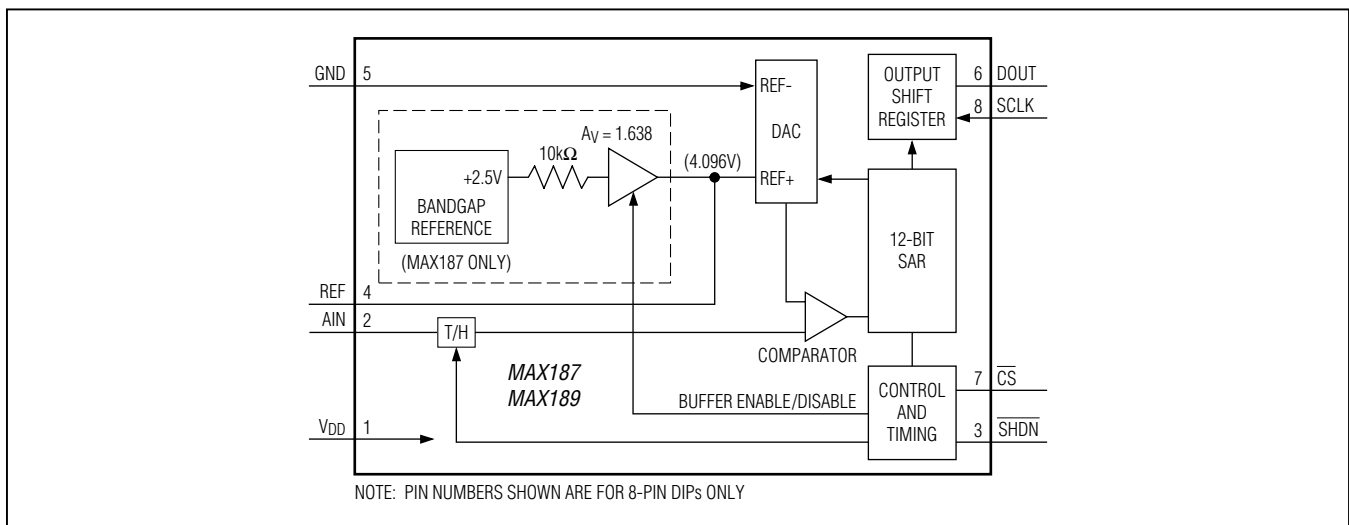 GND 5
REF-
DAC
REF+
OUTPUT
SHIFT
REGISTER
6 DOUT
8 SCLK
AV = 1.638
10kΩ
(4.096V)
+2.5V
BANDGAP
REFERENCE
(MAX187 ONLY)
12-BIT
SAR
REF 4
AIN 2
T/H
COMPARATOR
MAX187
MAX189
BUFFER ENABLE/DISABLE
CONTROL
AND
TIMING
7 C̅S̅
3 S̅H̅D̅N̅
VDD 1
NOTE: PIN NUMBERS SHOWN ARE FOR 8-PIN DIPs ONLY